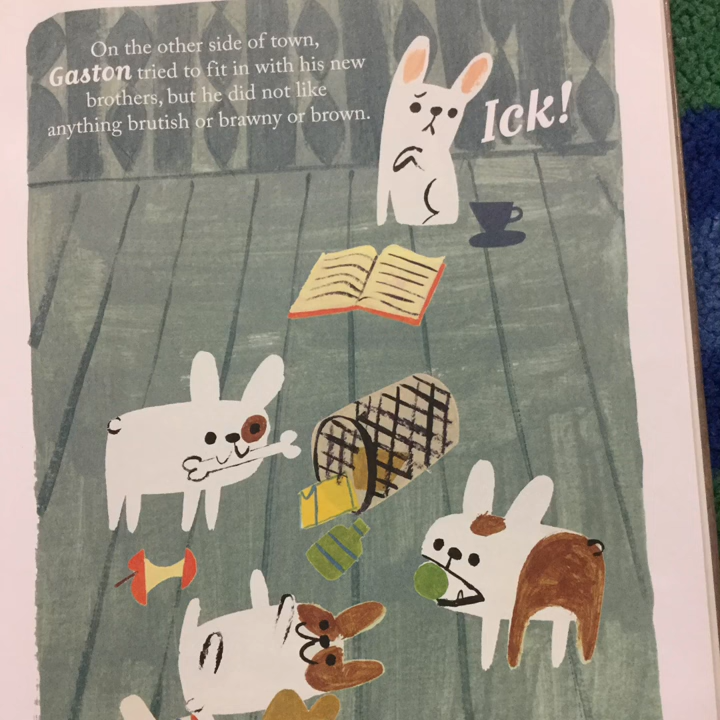 On the other side of town,
Gaston tried to fit in with his new
brothers, but he did not like
anything brutish or brawny or brown.
Ick!